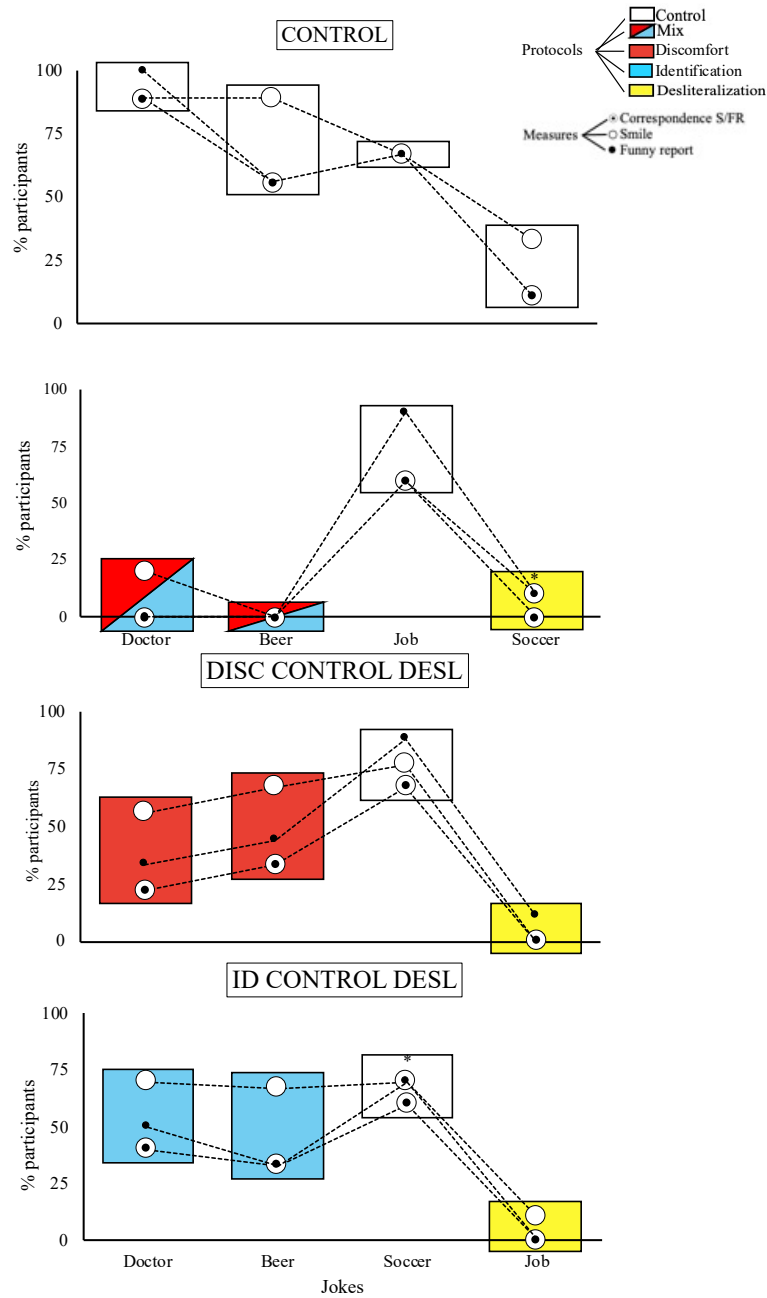 CONTROL
Protocols
Control
Mix
Discomfort
Identification
Desliteralization
Measures
Correspondence S/FR
Smile
Funny report
% participants
100
75
50
25
0
% participants
100
75
50
25
0
Doctor Beer Job Soccer
*
DISC CONTROL DESL
% participants
100
75
50
25
0
ID CONTROL DESL
% participants
100
75
50
25
0
*
Doctor Beer Soccer Job
Jokes